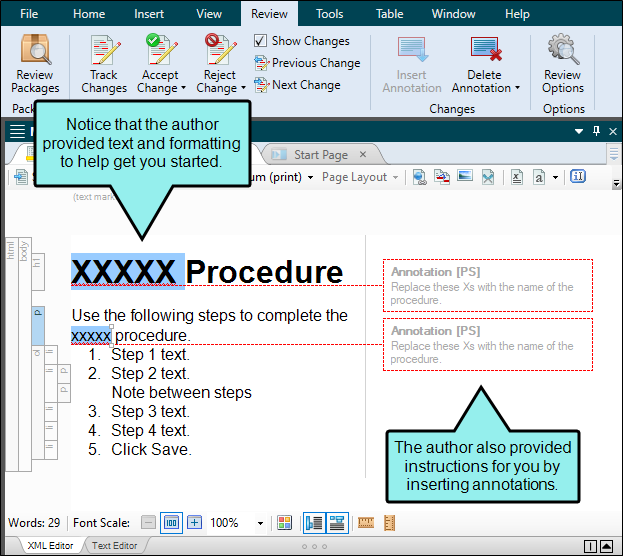 File Home Insert View Review Tools Table Window Help
Review Packages
Track Changes
Accept Change
Reject Change
Show Changes
Previous Change
Next Change
Insert Annotation
Delete Annotation
Review Options
Changes
Options
Notice that the author
provided text and formatting
to help get you started.
Start Page
(print) Page Layout
(text
XXXXX Procedure
Use the following steps to complete the
xxxxx procedure.
1. Step 1 text.
2. Step 2 text.
Note between steps
3. Step 3 text.
4. Step 4 text.
5. Click Save.
html
body
h1
p
li
p
li
li
Annotation [PS]
Replace these Xs with the name of the
procedure.
Annotation [PS]
Replace these Xs with the name of the
procedure.
The author also provided
instructions for you by
inserting annotations.
Words: 29 Font Scale: 100 100%
XML Editor Text Editor